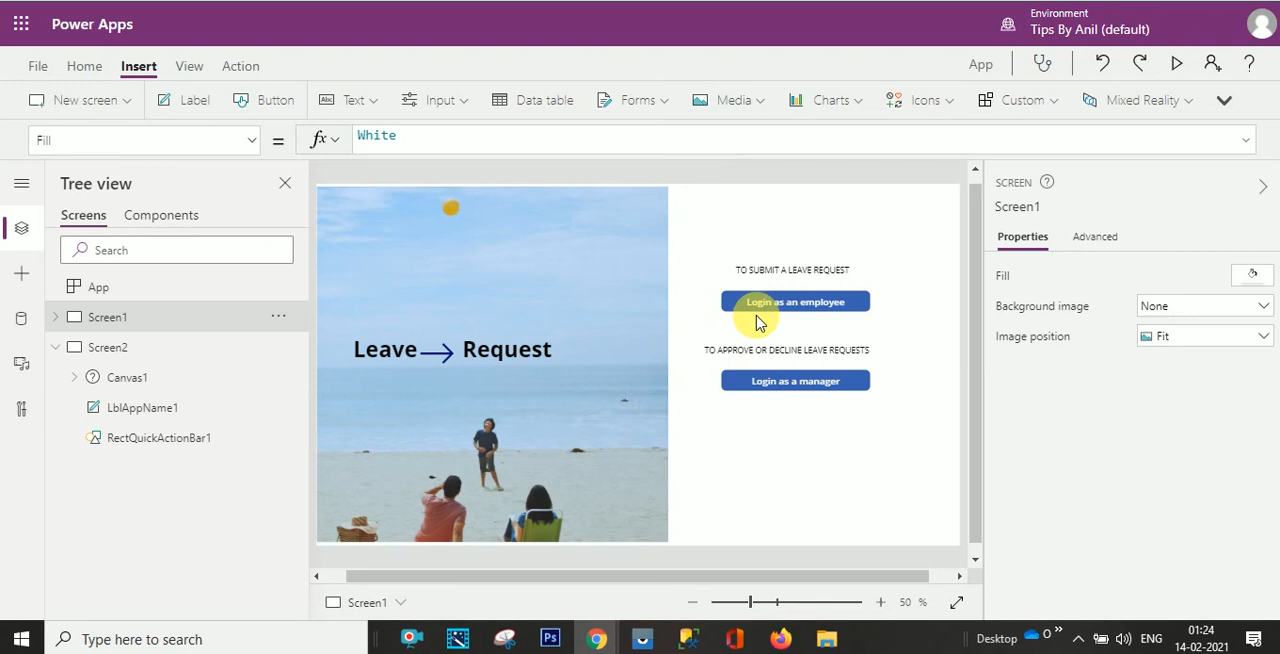 Power Apps
Environment
Tips By Anil (default)
File Home Insert View Action
App
New screen Label Button Text Input Data table Forms Media Charts Icons Custom Mixed Reality
Fill = fx White
Tree view
Screens Components
Search
App
Screen1 ...
Screen2
Canvas1
LblAppName1
RectQuickActionBar1
Leave Request
TO SUBMIT A LEAVE REQUEST
Login as an employee
TO APPROVE OR DECLINE LEAVE REQUESTS
Login as a manager
SCREEN
Screen1
Properties Advanced
Fill
Background image None
Image position Fit
Screen1
50 %
Type here to search
Ps
Desktop
O
ENG
01:24
14-02-2021